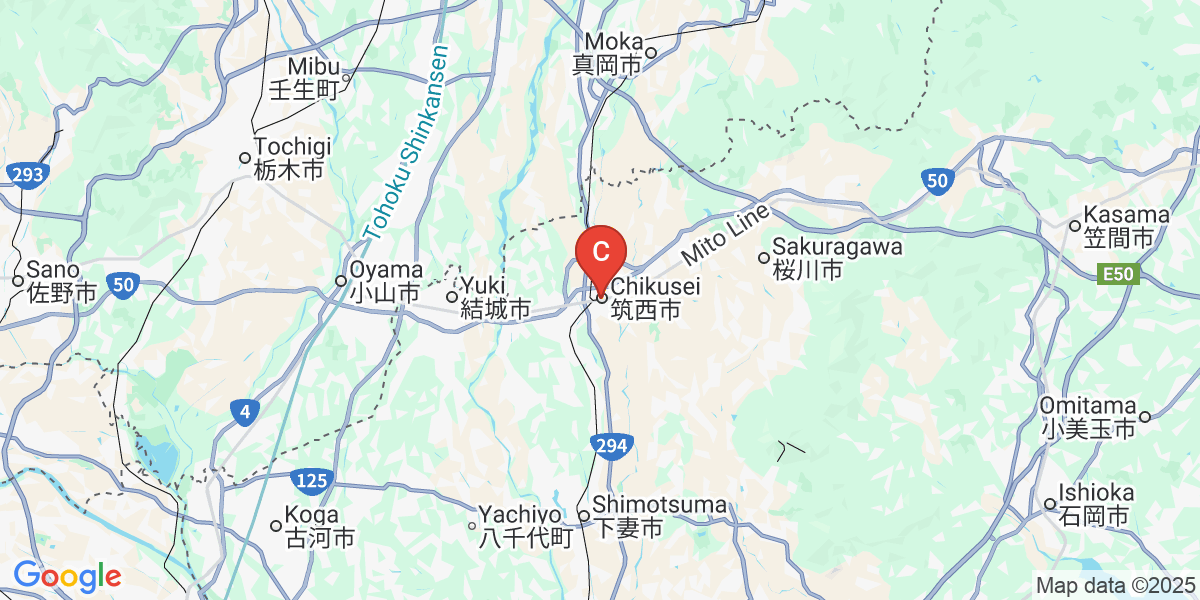 Moka
真岡市
Mibu
壬生町
Tohoku Shinkansen
Tochigi
栃木市
293
50
Mito Line
Kasama
笠間市
C
Sakuragawa
桜川市
E50
Sano
佐野市
50
Oyama
小山市
Yuki
結城市
Chikusei
筑西市
4
294
Omitama
小美玉市
125
Koga
古河市
Yachiyo
八千代町
Shimotsuma
下妻市
Ishioka
石岡市
Google
Map data ©2025